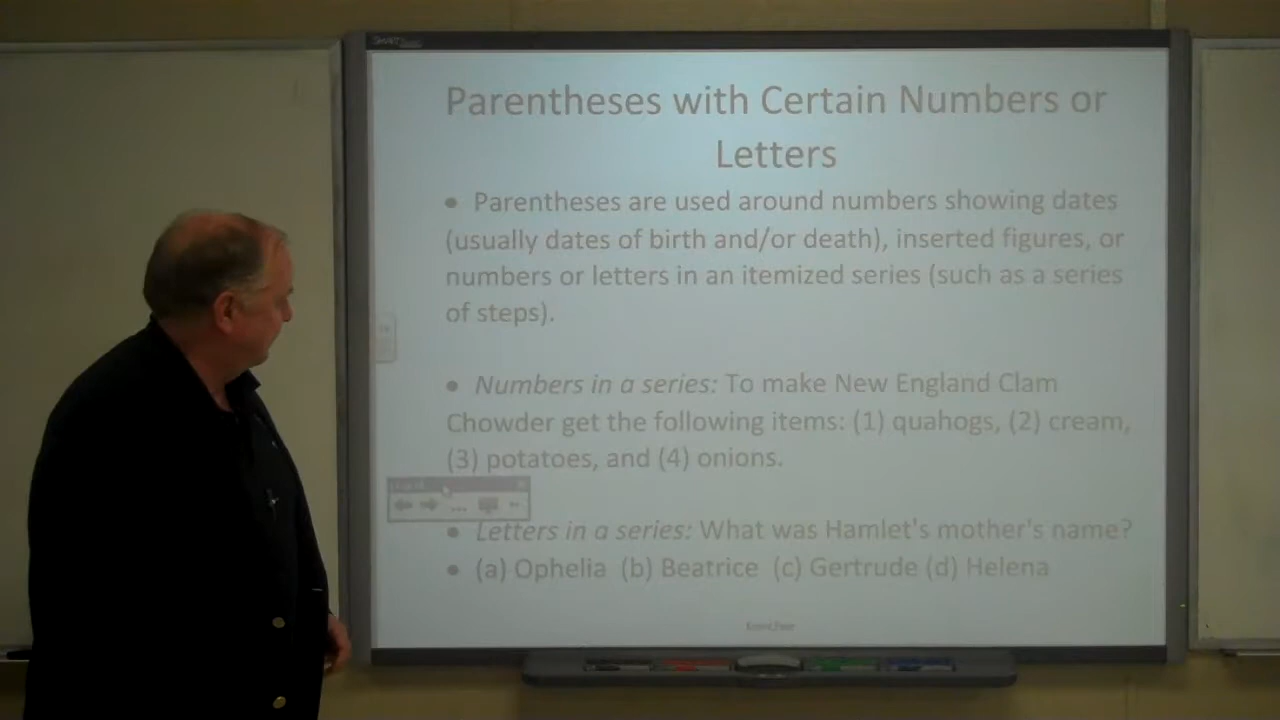 SMART
Parentheses with Certain Numbers or
Letters
• Parentheses are used around numbers showing dates
(usually dates of birth and/or death), inserted figures, or
numbers or letters in an itemized series (such as a series
of steps).
• Numbers in a series: To make New England Clam
Chowder get the following items: (1) quahogs, (2) cream,
(3) potatoes, and (4) onions.
• Letters in a series: What was Hamlet's mother's name?
• (a) Ophelia (b) Beatrice (c) Gertrude (d) Helena